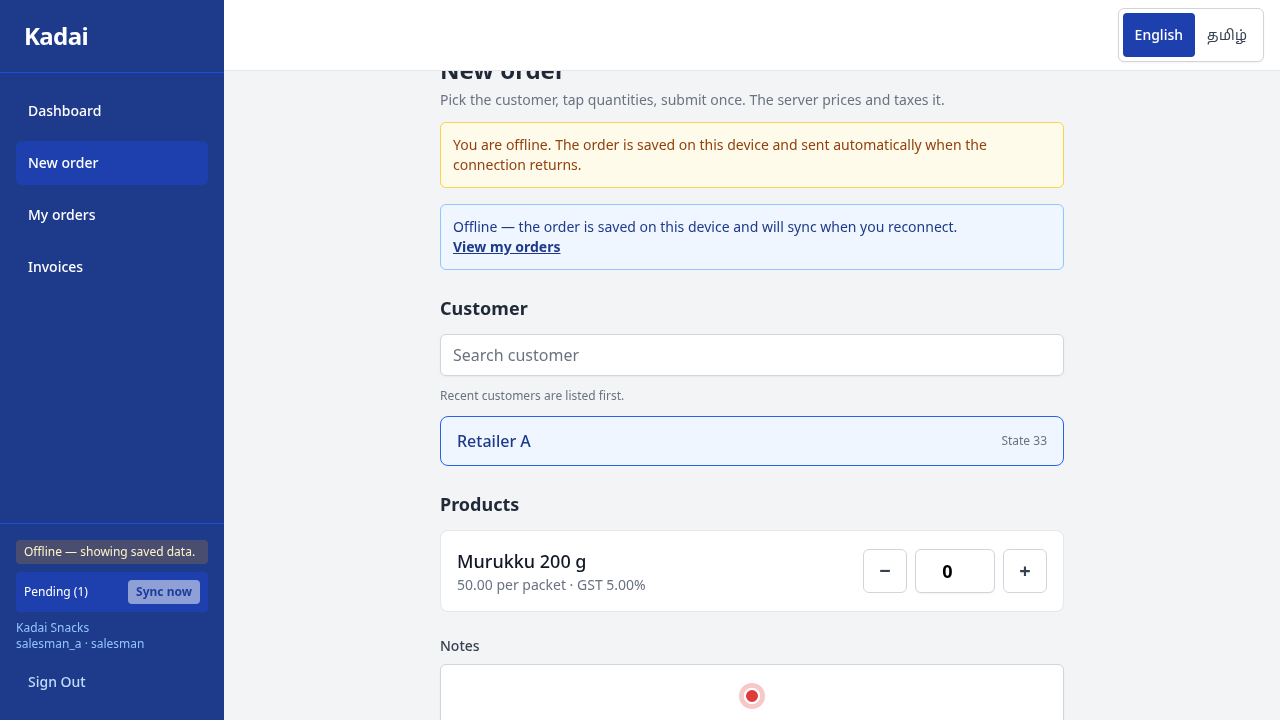 Kadai
English
தமிழ்
Dashboard
New order
My orders
Invoices
Offline — showing saved data.
Pending (1)
Sync now
Kadai Snacks
salesman_a · salesman
Sign Out
New order
Pick the customer, tap quantities, submit once. The server prices and taxes it.
You are offline. The order is saved on this device and sent automatically when the
connection returns.
Offline — the order is saved on this device and will sync when you reconnect.
View my orders
Customer
Search customer
Recent customers are listed first.
Retailer A
State 33
Products
Murukku 200 g
50.00 per packet · GST 5.00%
− 0 +
Notes